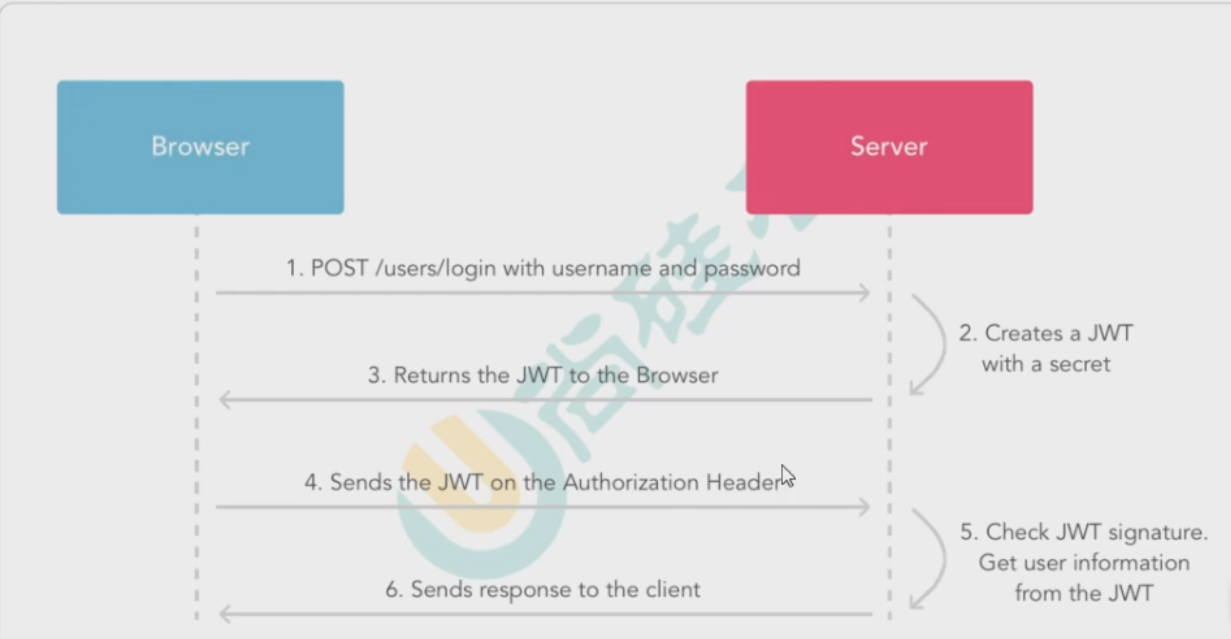 Browser
Server
1. POST /users/login with username and password
2. Creates a JWT
with a secret
3. Returns the JWT to the Browser
4. Sends the JWT on the Authorization Header
5. Check JWT signature.
Get user information
from the JWT
6. Sends response to the client
尚硅